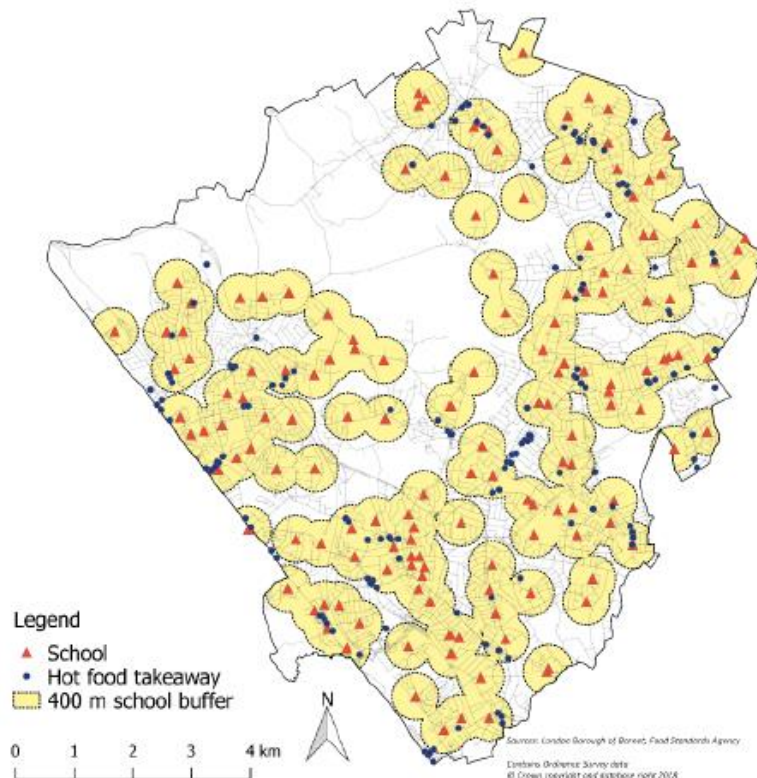 N
Legend
School
Hot food takeaway
400 m school buffer
0 1 2 3 4 km
Sources: London Borough of Barnet, Food Standards Agency
Contains Ordnance Survey data
© Crown copyright and database right 2018